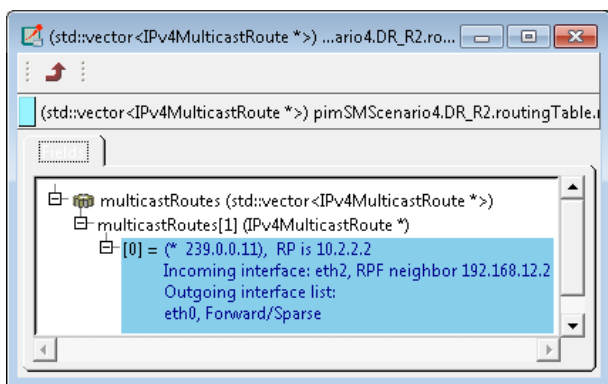 (std::vector<IPv4MulticastRoute *>) ...ario4.DR_R2.ro...
(std::vector<IPv4MulticastRoute *>) pimSMScenario4.DR_R2.routingTable.
Fields
multicastRoutes (std::vector<IPv4MulticastRoute *>)
multicastRoutes[1] (IPv4MulticastRoute *)
[0] = (* 239.0.0.11), RP is 10.2.2.2
Incoming interface: eth2, RPF neighbor 192.168.12.2
Outgoing interface list:
eth0, Forward/Sparse